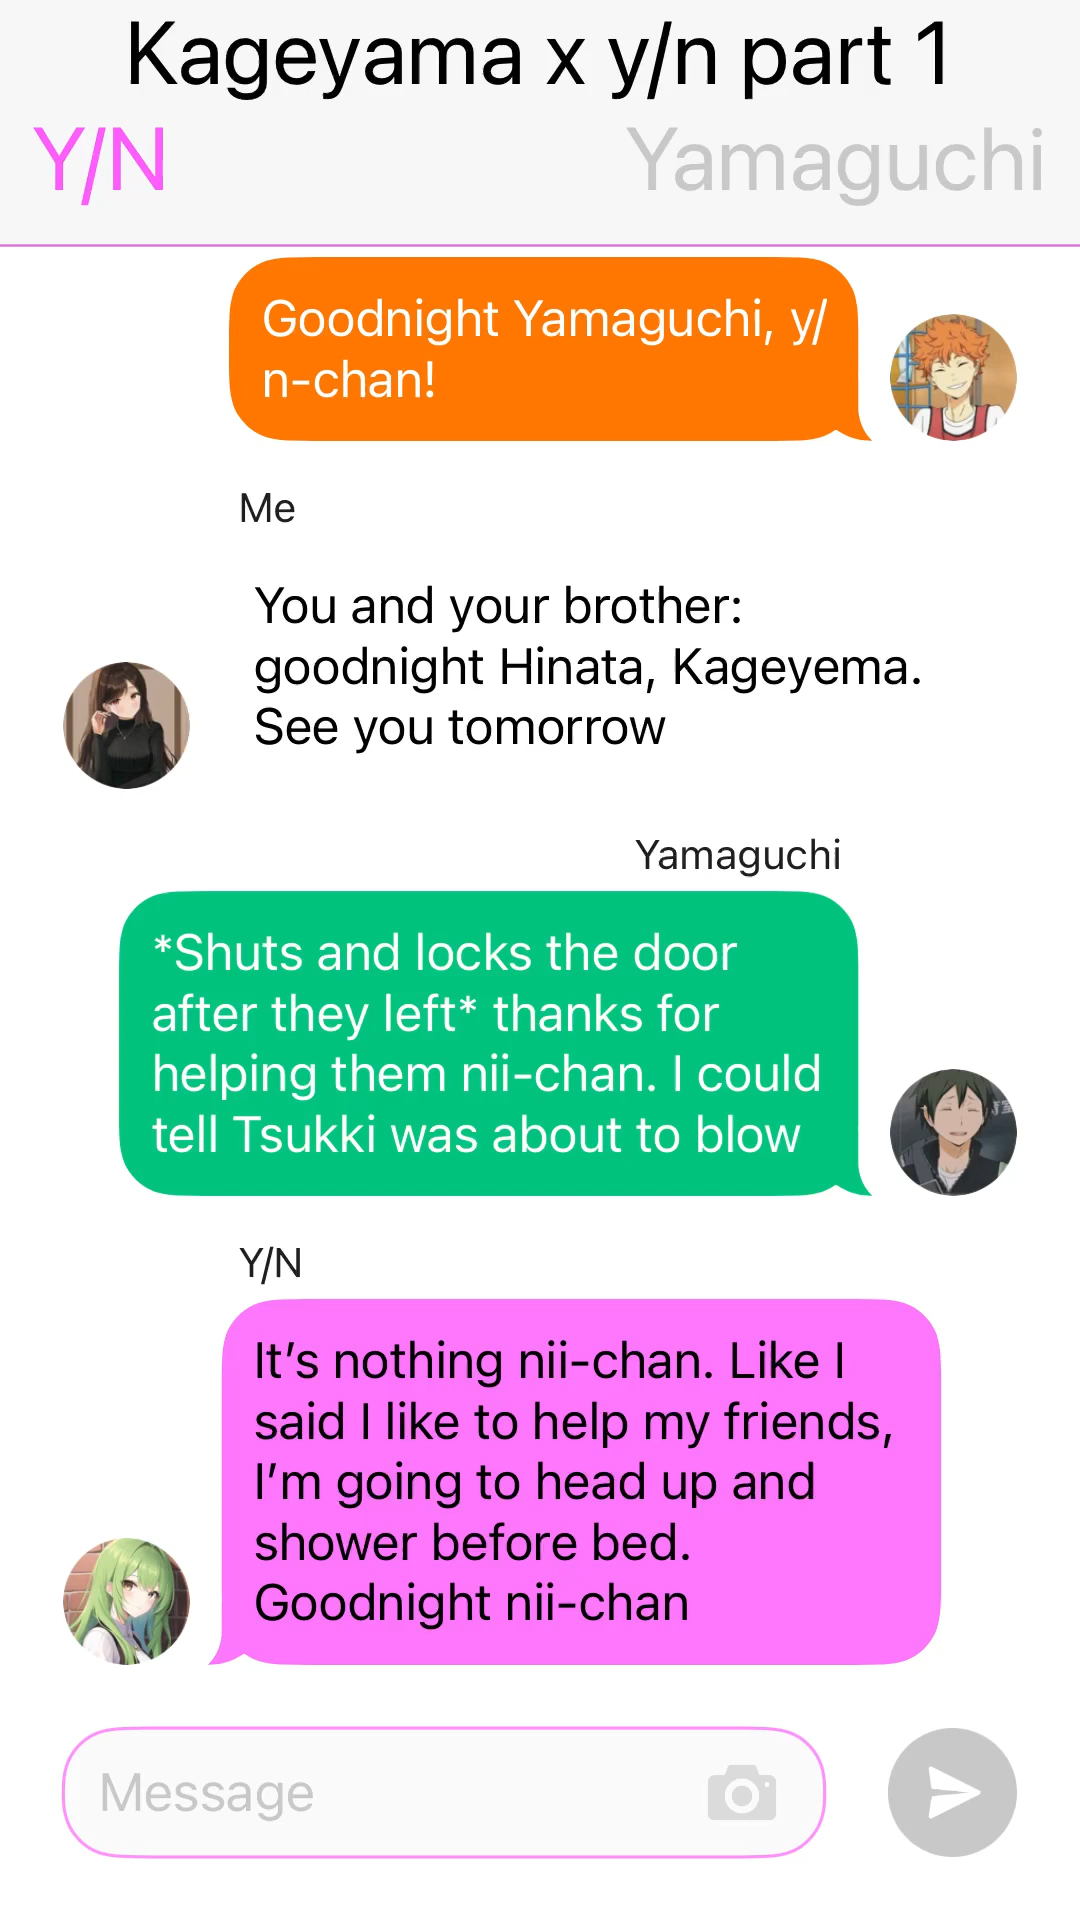 Kageyama x y/n part 1
Y/N
Yamaguchi
Goodnight Yamaguchi, y/
n-chan!
Me
You and your brother:
goodnight Hinata, Kageyema.
See you tomorrow
Yamaguchi
*Shuts and locks the door
after they left* thanks for
helping them nii-chan. I could
tell Tsukki was about to blow
Y/N
It’s nothing nii-chan. Like I
said I like to help my friends,
I’m going to head up and
shower before bed.
Goodnight nii-chan
Message